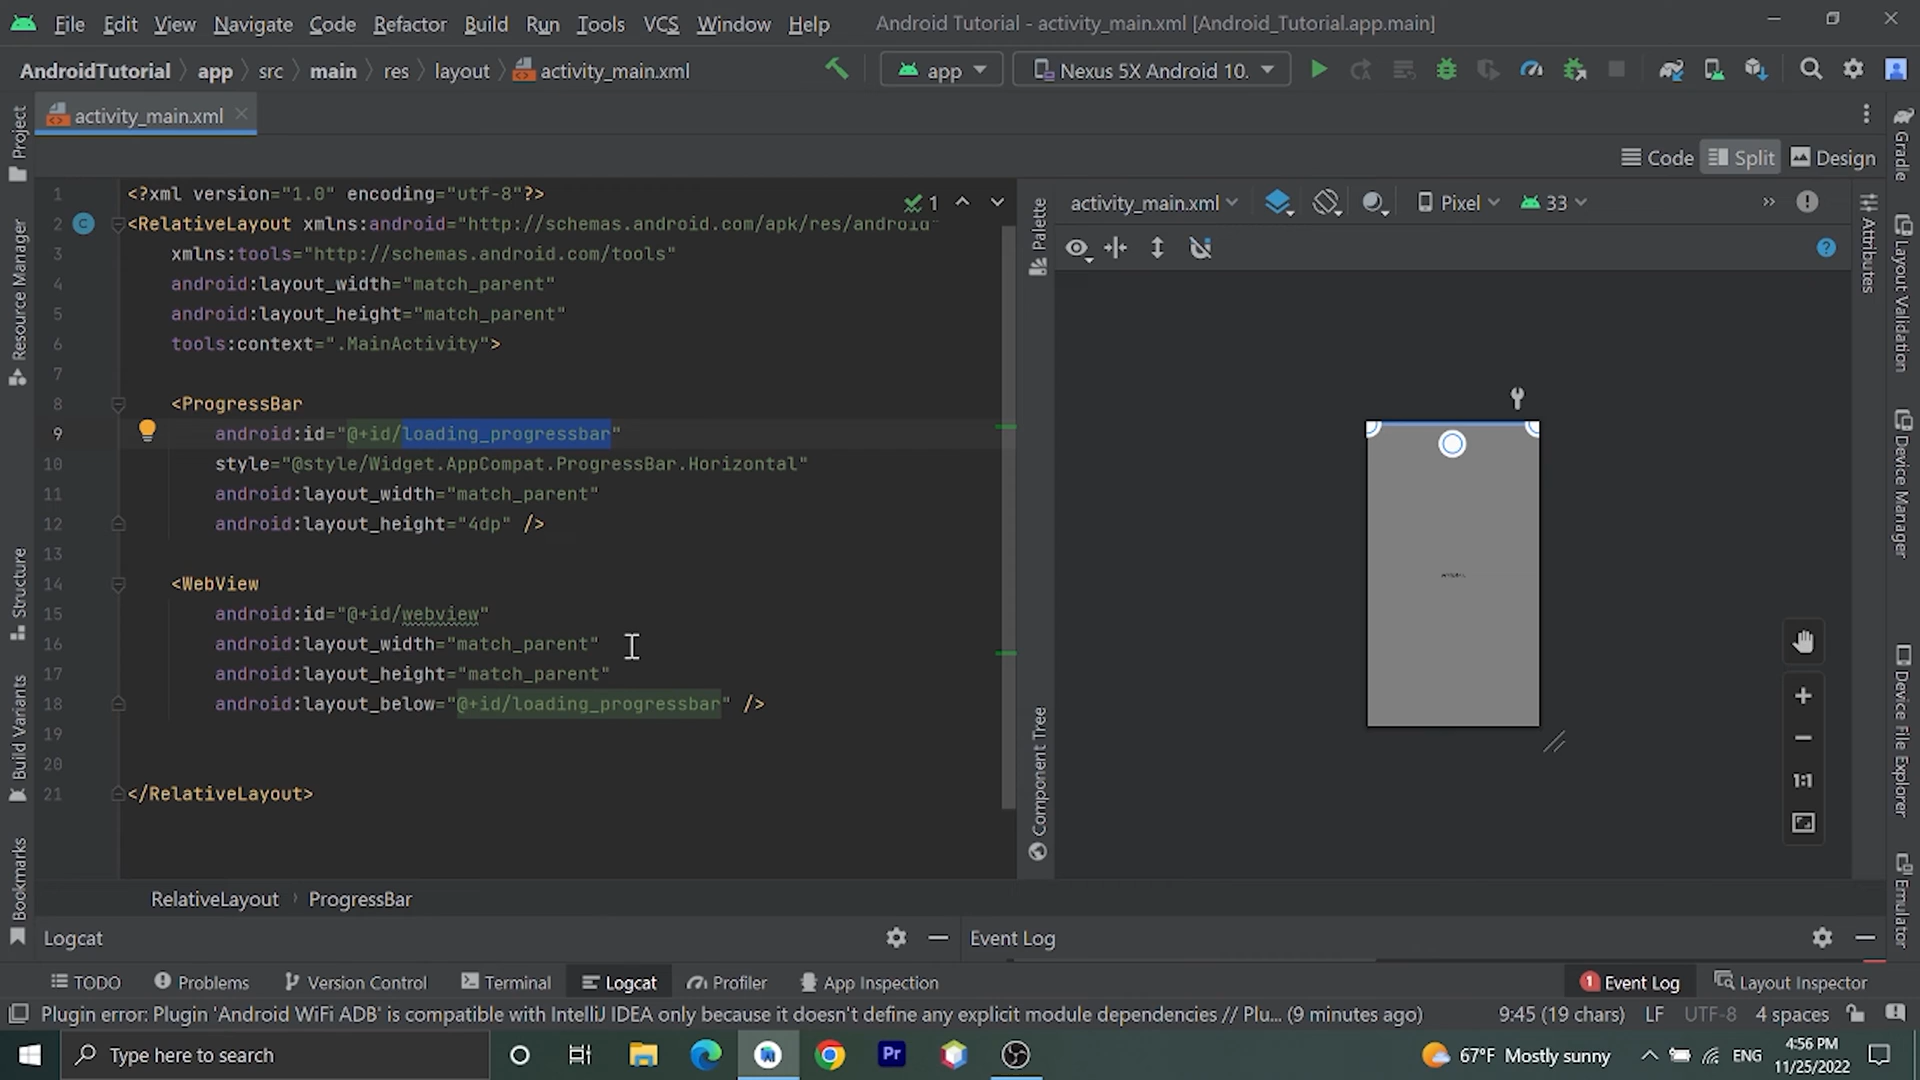 File Edit View Navigate Code Refactor Build Run Tools VCS Window Help Android Tutorial - activity_main.xml [Android_Tutorial.app.main]
AndroidTutorial app src main res layout activity_main.xml app Nexus 5X Android 10.
activity_main.xml
Code Split Design
1 <?xml version="1.0" encoding="utf-8"?>
2 <RelativeLayout xmlns:android="http://schemas.android.com/apk/res/android"
3 xmlns:tools="http://schemas.android.com/tools"
4 android:layout_width="match_parent"
5 android:layout_height="match_parent"
6 tools:context=".MainActivity">
7
8 <ProgressBar
9 android:id="@+id/loading_progressbar"
10 style="@style/Widget.AppCompat.ProgressBar.Horizontal"
11 android:layout_width="match_parent"
12 android:layout_height="4dp" />
13
14 <WebView
15 android:id="@+id/webview"
16 android:layout_width="match_parent"
17 android:layout_height="match_parent"
18 android:layout_below="@+id/loading_progressbar" />
19
20
21 </RelativeLayout>
1
activity_main.xml Pixel 33
1:1
Project
Resource Manager
Structure
Build Variants
Bookmarks
Palette
Component Tree
Attributes
Gradle
Layout Validation
Device Manager
Device File Explorer
Emulator
RelativeLayout ProgressBar
Logcat Event Log
TODO Problems Version Control Terminal Logcat Profiler App Inspection 1 Event Log Layout Inspector
Plugin error: Plugin 'Android WiFi ADB' is compatible with IntelliJ IDEA only because it doesn't define any explicit module dependencies // Plu... (9 minutes ago) 9:45 (19 chars) LF UTF-8 4 spaces
Type here to search Pr 67°F Mostly sunny ENG 4:56 PM
11/25/2022